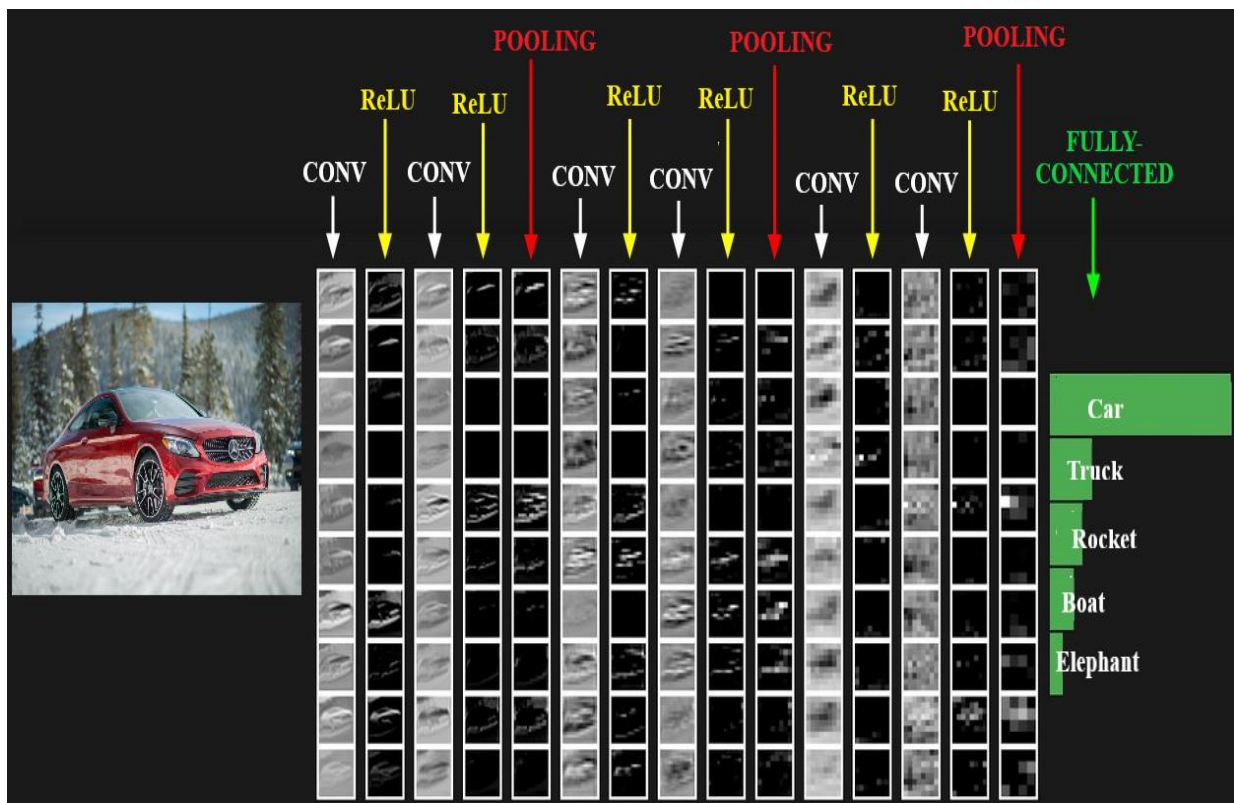 POOLING
POOLING
POOLING
ReLU
ReLU
ReLU
ReLU
ReLU
ReLU
CONV
CONV
CONV
CONV
CONV
CONV
FULLY-
CONNECTED
Car
Truck
Rocket
Boat
Elephant